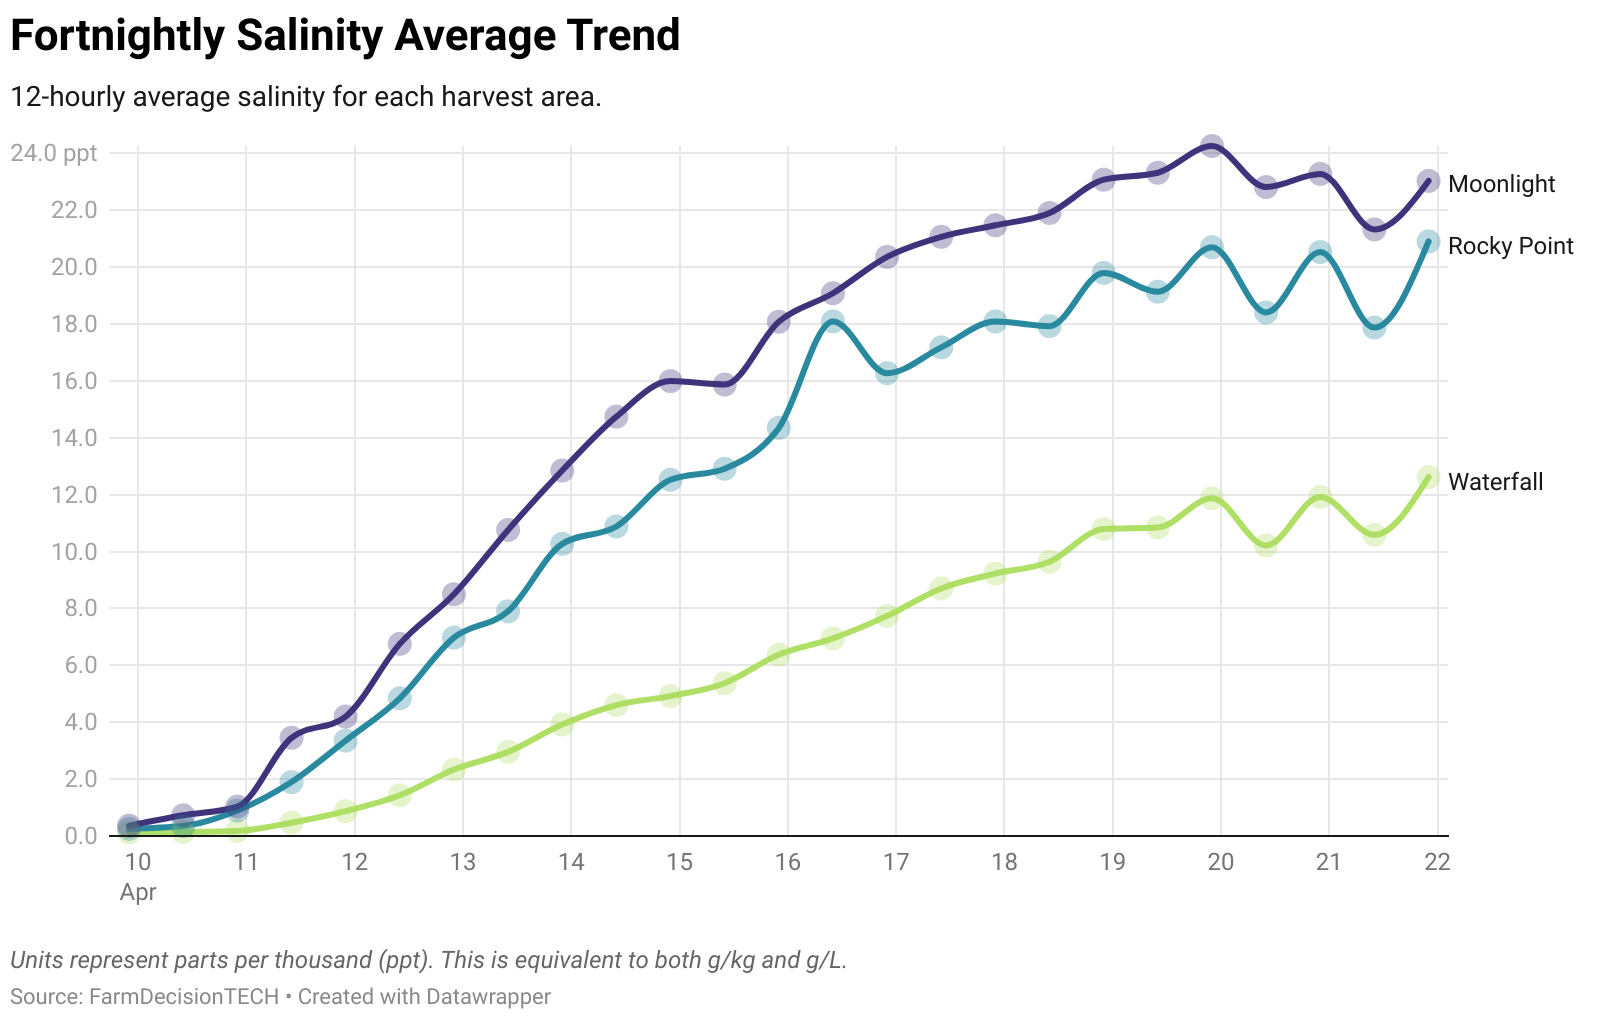 Fortnightly Salinity Average Trend
12-hourly average salinity for each harvest area.
24.0 ppt
22.0
20.0
18.0
16.0
14.0
12.0
10.0
8.0
6.0
4.0
2.0
0.0
Moonlight
Rocky Point
Waterfall
10 11 12 13 14 15 16 17 18 19 20 21 22
Apr
Units represent parts per thousand (ppt). This is equivalent to both g/kg and g/L.
Source: FarmDecisionTECH • Created with Datawrapper